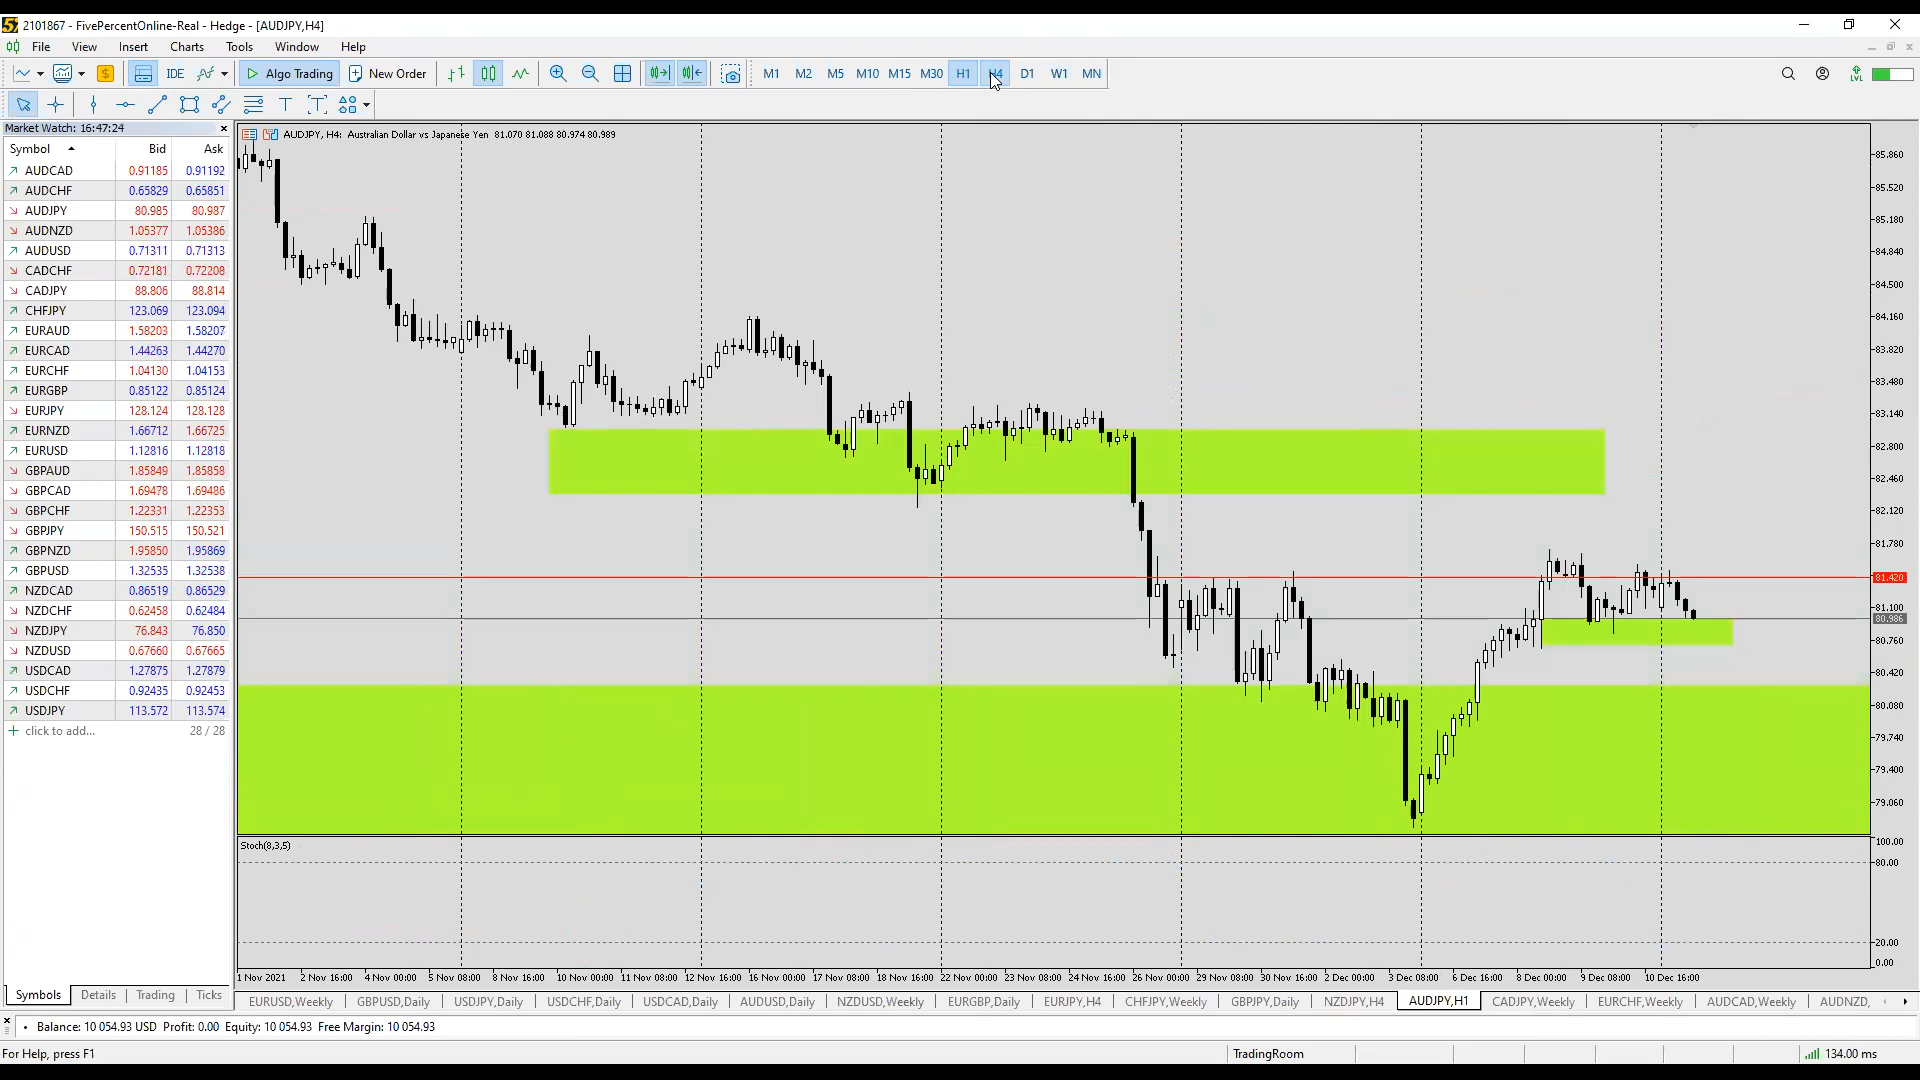 2101867 - FivePercentOnline-Real - Hedge - [AUDJPY,H4]
File View Insert Charts Tools Window Help
IDE Algo Trading New Order M1 M2 M5 M10 M15 M30 H1 H4 D1 W1 MN LVL
Market Watch: 16:47:24
AUDJPY, H4: Australian Dollar vs Japanese Yen 81.070 81.088 80.974 80.989
Symbol Bid Ask
AUDCAD 0.91185 0.91192
AUDCHF 0.65829 0.65851
AUDJPY 80.985 80.987
AUDNZD 1.05377 1.05386
AUDUSD 0.71311 0.71313
CADCHF 0.72181 0.72208
CADJPY 88.806 88.814
CHFJPY 123.069 123.094
EURAUD 1.58203 1.58207
EURCAD 1.44263 1.44270
EURCHF 1.04130 1.04153
EURGBP 0.85122 0.85124
EURJPY 128.124 128.128
EURNZD 1.66712 1.66725
EURUSD 1.12816 1.12818
GBPAUD 1.85849 1.85858
GBPCAD 1.69478 1.69486
GBPCHF 1.22331 1.22353
GBPJPY 150.515 150.521
GBPNZD 1.95850 1.95869
GBPUSD 1.32535 1.32538
NZDCAD 0.86519 0.86529
NZDCHF 0.62458 0.62484
NZDJPY 76.843 76.850
NZDUSD 0.67660 0.67665
USDCAD 1.27875 1.27879
USDCHF 0.92435 0.92453
USDJPY 113.572 113.574
click to add... 28 / 28
Symbols Details Trading Ticks
85.860
85.520
85.180
84.840
84.500
84.160
83.820
83.480
83.140
82.800
82.460
82.120
81.780
81.420
81.100
80.986
80.760
80.420
80.080
79.740
79.400
79.060
Stoch(8,3,5)
100.00
80.00
20.00
0.00
1 Nov 2021 2 Nov 16:00 4 Nov 00:00 5 Nov 08:00 8 Nov 16:00 10 Nov 00:00 11 Nov 08:00 12 Nov 16:00 16 Nov 00:00 17 Nov 08:00 18 Nov 16:00 22 Nov 00:00 23 Nov 08:00 24 Nov 16:00 26 Nov 00:00 29 Nov 08:00 30 Nov 16:00 2 Dec 00:00 3 Dec 08:00 6 Dec 16:00 8 Dec 00:00 9 Dec 08:00 10 Dec 16:00
EURUSD,Weekly GBPUSD,Daily USDJPY,Daily USDCHF,Daily USDCAD,Daily AUDUSD,Daily NZDUSD,Weekly EURGBP,Daily EURJPY,H4 CHFJPY,Weekly GBPJPY,Daily NZDJPY,H4 AUDJPY,H1 CADJPY,Weekly EURCHF,Weekly AUDCAD,Weekly AUDNZD,
Balance: 10 054.93 USD Profit: 0.00 Equity: 10 054.93 Free Margin: 10 054.93
For Help, press F1 TradingRoom 134.00 ms